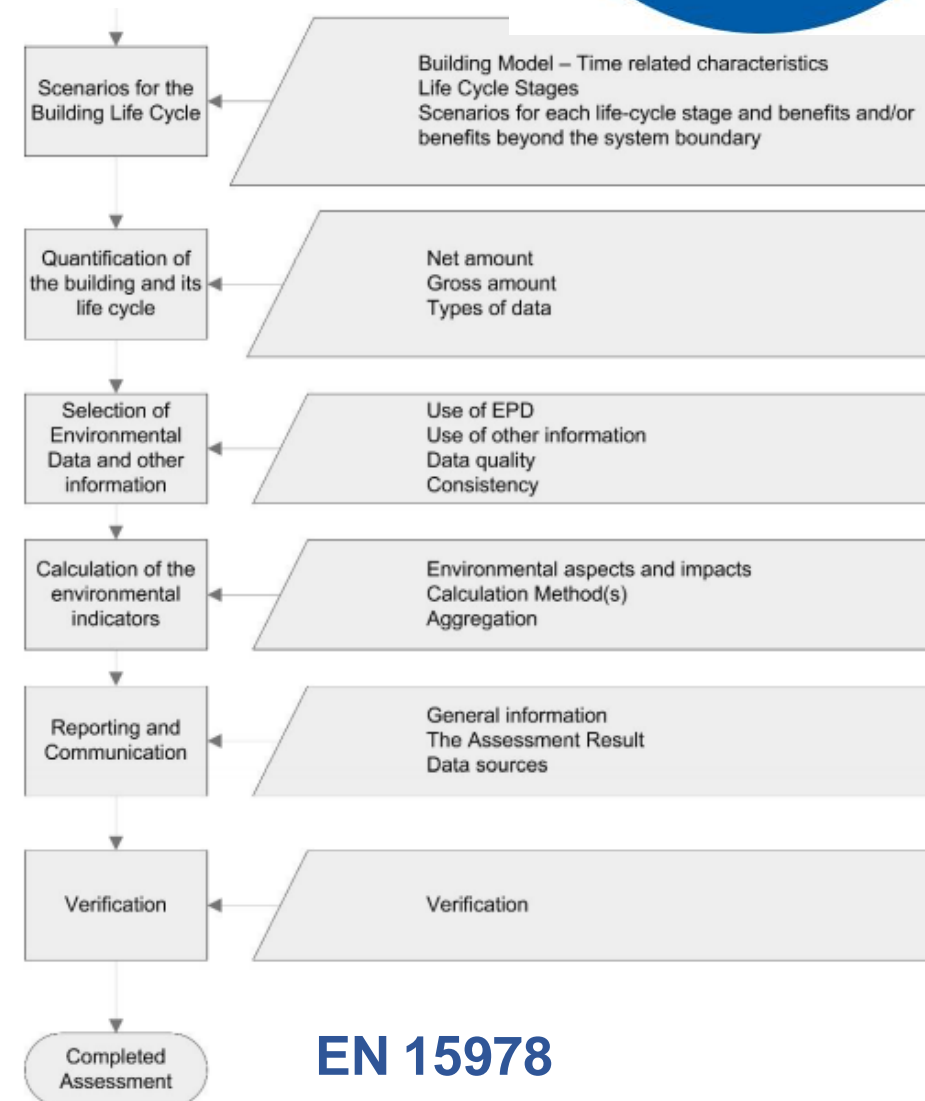 Scenarios for the
Building Life Cycle
Building Model – Time related characteristics
Life Cycle Stages
Scenarios for each life-cycle stage and benefits and/or
benefits beyond the system boundary
Quantification of
the building and its
life cycle
Net amount
Gross amount
Types of data
Selection of
Environmental
Data and other
information
Use of EPD
Use of other information
Data quality
Consistency
Calculation of the
environmental
indicators
Environmental aspects and impacts
Calculation Method(s)
Aggregation
Reporting and
Communication
General information
The Assessment Result
Data sources
Verification
Verification
Completed
Assessment
EN 15978